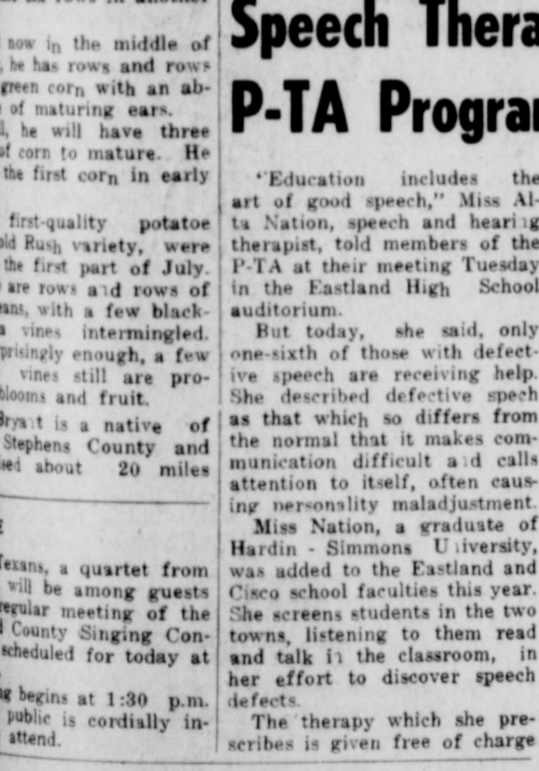 now in the middle of
he has rows and rows
green corn with an ab-
of maturing ears.
he will have three
of corn to mature. He
the first corn in early
first-quality potatoe
Rush variety, were
the first part of July.
are rows a d rows of
with a few black-
vines intermingled.
enough, a few
vines still are pro-
blooms and fruit.
is a native of
Stephens County and
about 20 miles
Texans, a quartet from
will be among guests
regular meeting of the
County Singing Con-
scheduled for today at
begins at 1:30 p.m.
public is cordially in-
attend.
Speech Thera
P-TA Progra
"Education includes the
art of good speech," Miss Al-
ta Nation, speech and hearing
therapist, told members of the
P-TA at their meeting Tuesday
in the Eastland High School
auditorium.
But today, she said, only
one-sixth of those with defect-
ive speech are receiving help.
She described defective spech
as that which so differs from
the normal that it makes com-
munication difficult a d calls
attention to itself, often caus-
ing personality maladjustment.
Miss Nation, a graduate of
Hardin - Simmons U iversity,
was added to the Eastland and
Cisco school faculties this year.
She screens students in the two
towns, listening to them read
and talk in the classroom, in
her effort to discover speech
defects.
The therapy which she pre-
scribes is given free of charge